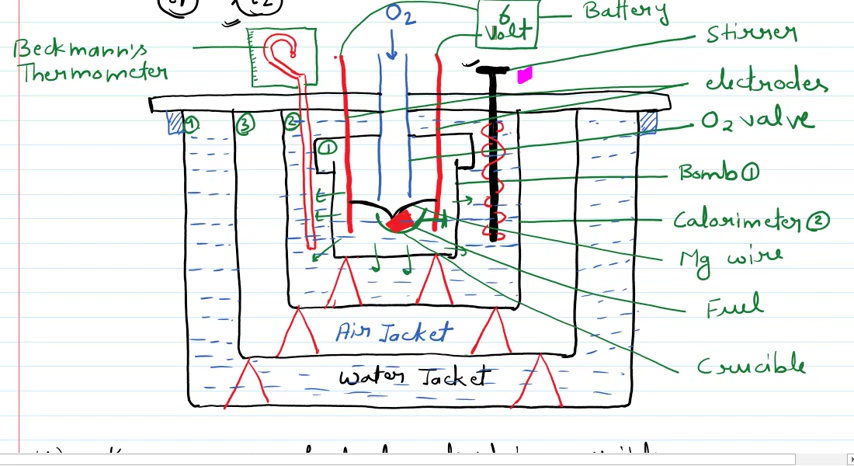 O2
6
volt
Battery
Beckmann's
Thermometer
stirrer
electrodes
O2 valve
Bomb ①
Calorimeter ②
Mg wire
Fuel
Crucible
④
③
②
①
Air Jacket
Water Jacket